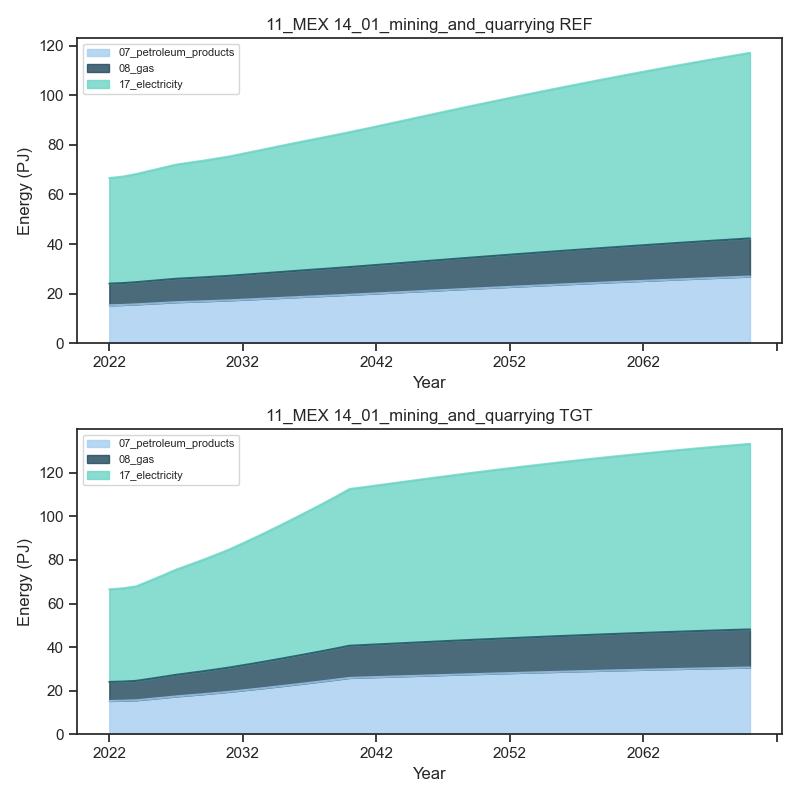 11_MEX 14_01_mining_and_quarrying REF
120
100
80
60
40
20
0
Energy (PJ)
07_petroleum_products
08_gas
17_electricity
2022 2032 2042 2052 2062
Year
11_MEX 14_01_mining_and_quarrying TGT
120
100
80
60
40
20
0
Energy (PJ)
07_petroleum_products
08_gas
17_electricity
2022 2032 2042 2052 2062
Year